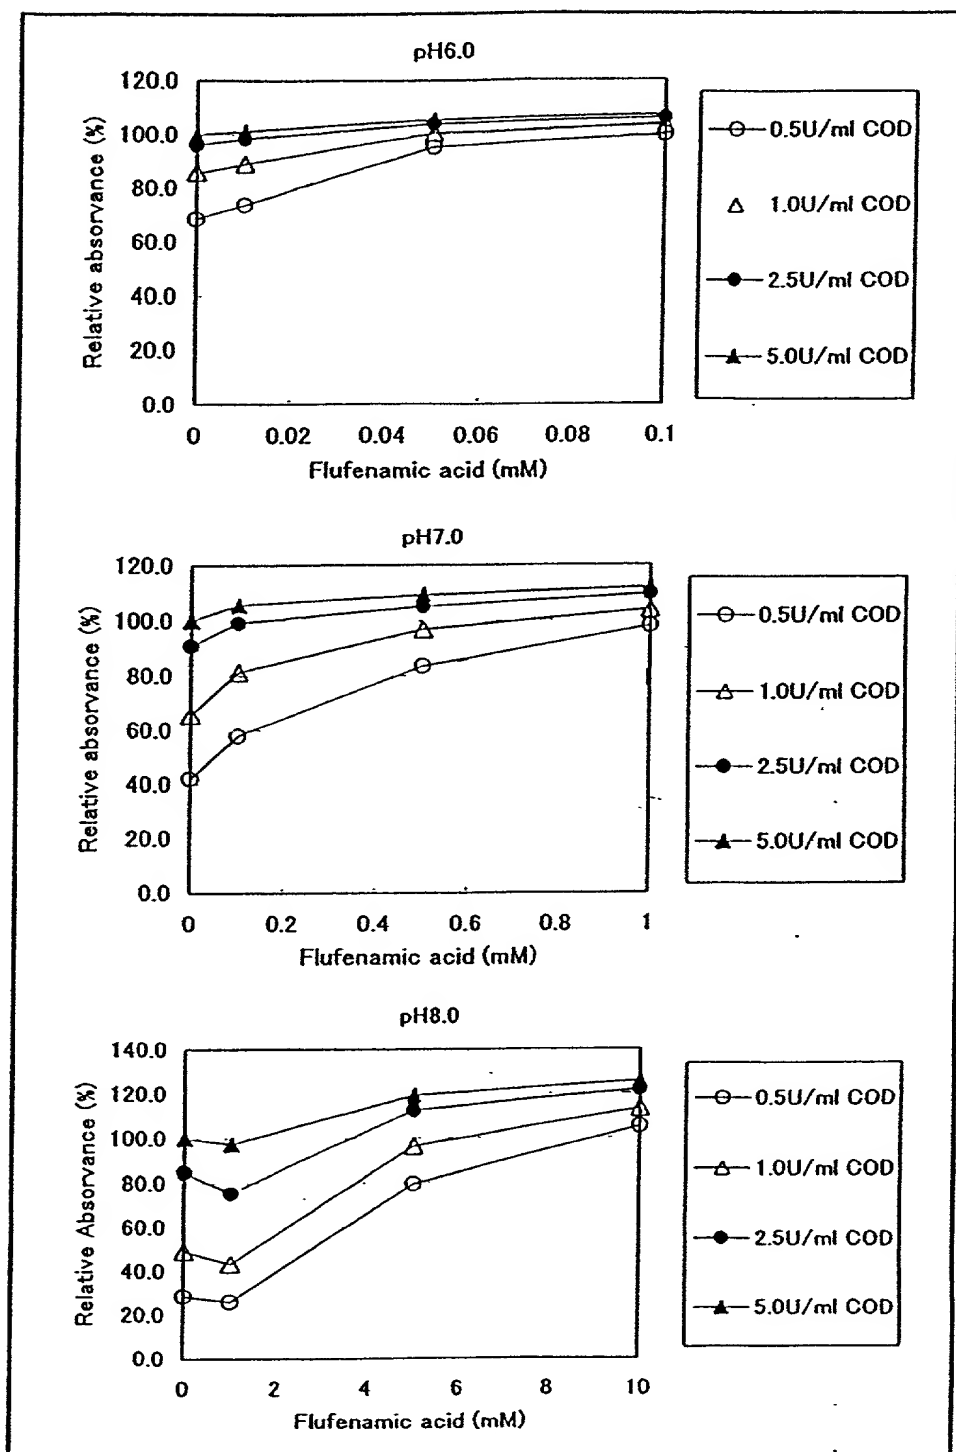 pH6.0
Relative absorvance (%)
120.0
100.0
80.0
60.0
40.0
20.0
0.0
0 0.02 0.04 0.06 0.08 0.1
Flufenamic acid (mM)
0.5U/ml COD
1.0U/ml COD
2.5U/ml COD
5.0U/ml COD
pH7.0
Relative absorvance (%)
120.0
100.0
80.0
60.0
40.0
20.0
0.0
0 0.2 0.4 0.6 0.8 1
Flufenamic acid (mM)
0.5U/ml COD
1.0U/ml COD
2.5U/ml COD
5.0U/ml COD
pH8.0
Relative Absorvance (%)
140.0
120.0
100.0
80.0
60.0
40.0
20.0
0.0
0 2 4 6 8 10
Flufenamic acid (mM)
0.5U/ml COD
1.0U/ml COD
2.5U/ml COD
5.0U/ml COD